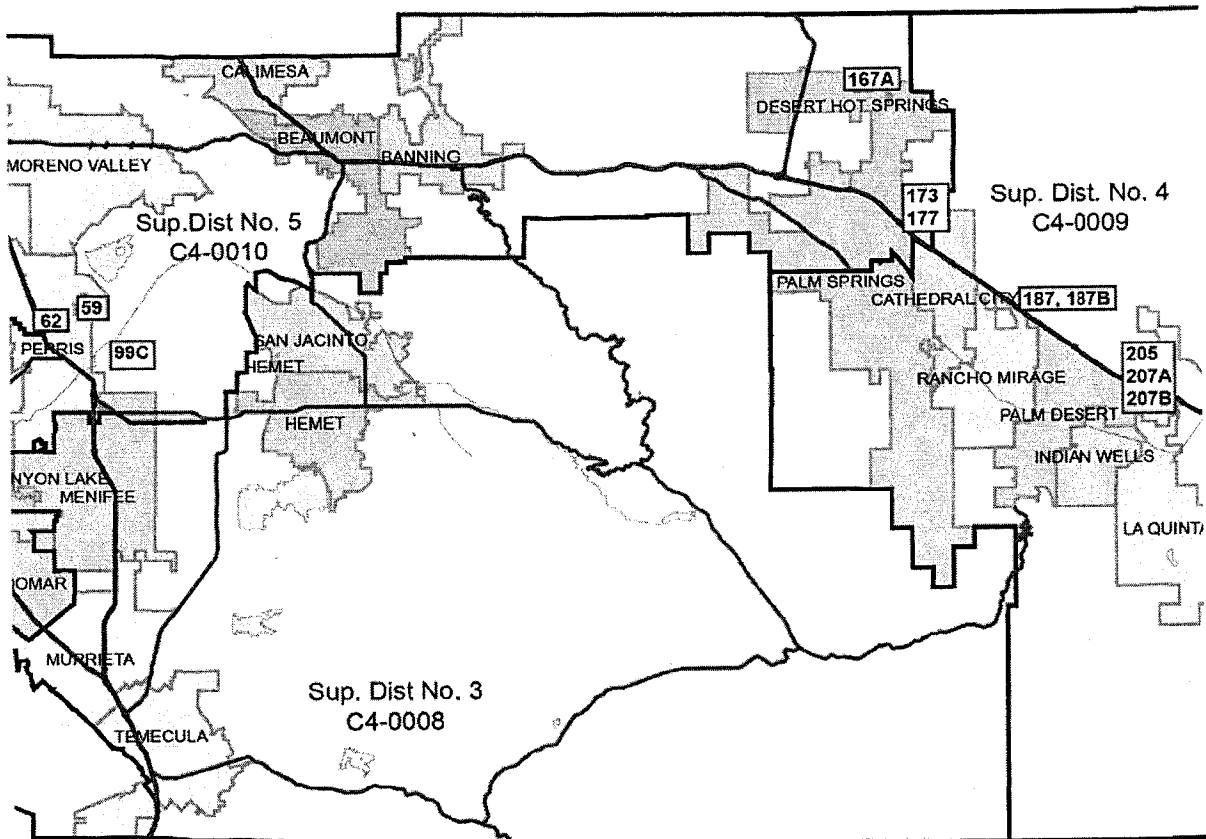 CALIMESA
167A
DESERT HOT SPRINGS
BEAUMONT
BANNING
MORENO VALLEY
173
177
Sup. Dist. No. 4
C4-0009
Sup.Dist No. 5
C4-0010
PALM SPRINGS
CATHEDRAL CITY
187, 187B
59
62
PERRIS
99C
SAN JACINTO
HEMET
205
207A
207B
RANCHO MIRAGE
PALM DESERT
HEMET
INDIAN WELLS
NYON LAKE
MENIFEE
LA QUINTA
OMAR
MURRIETA
Sup. Dist No. 3
C4-0008
TEMECULA